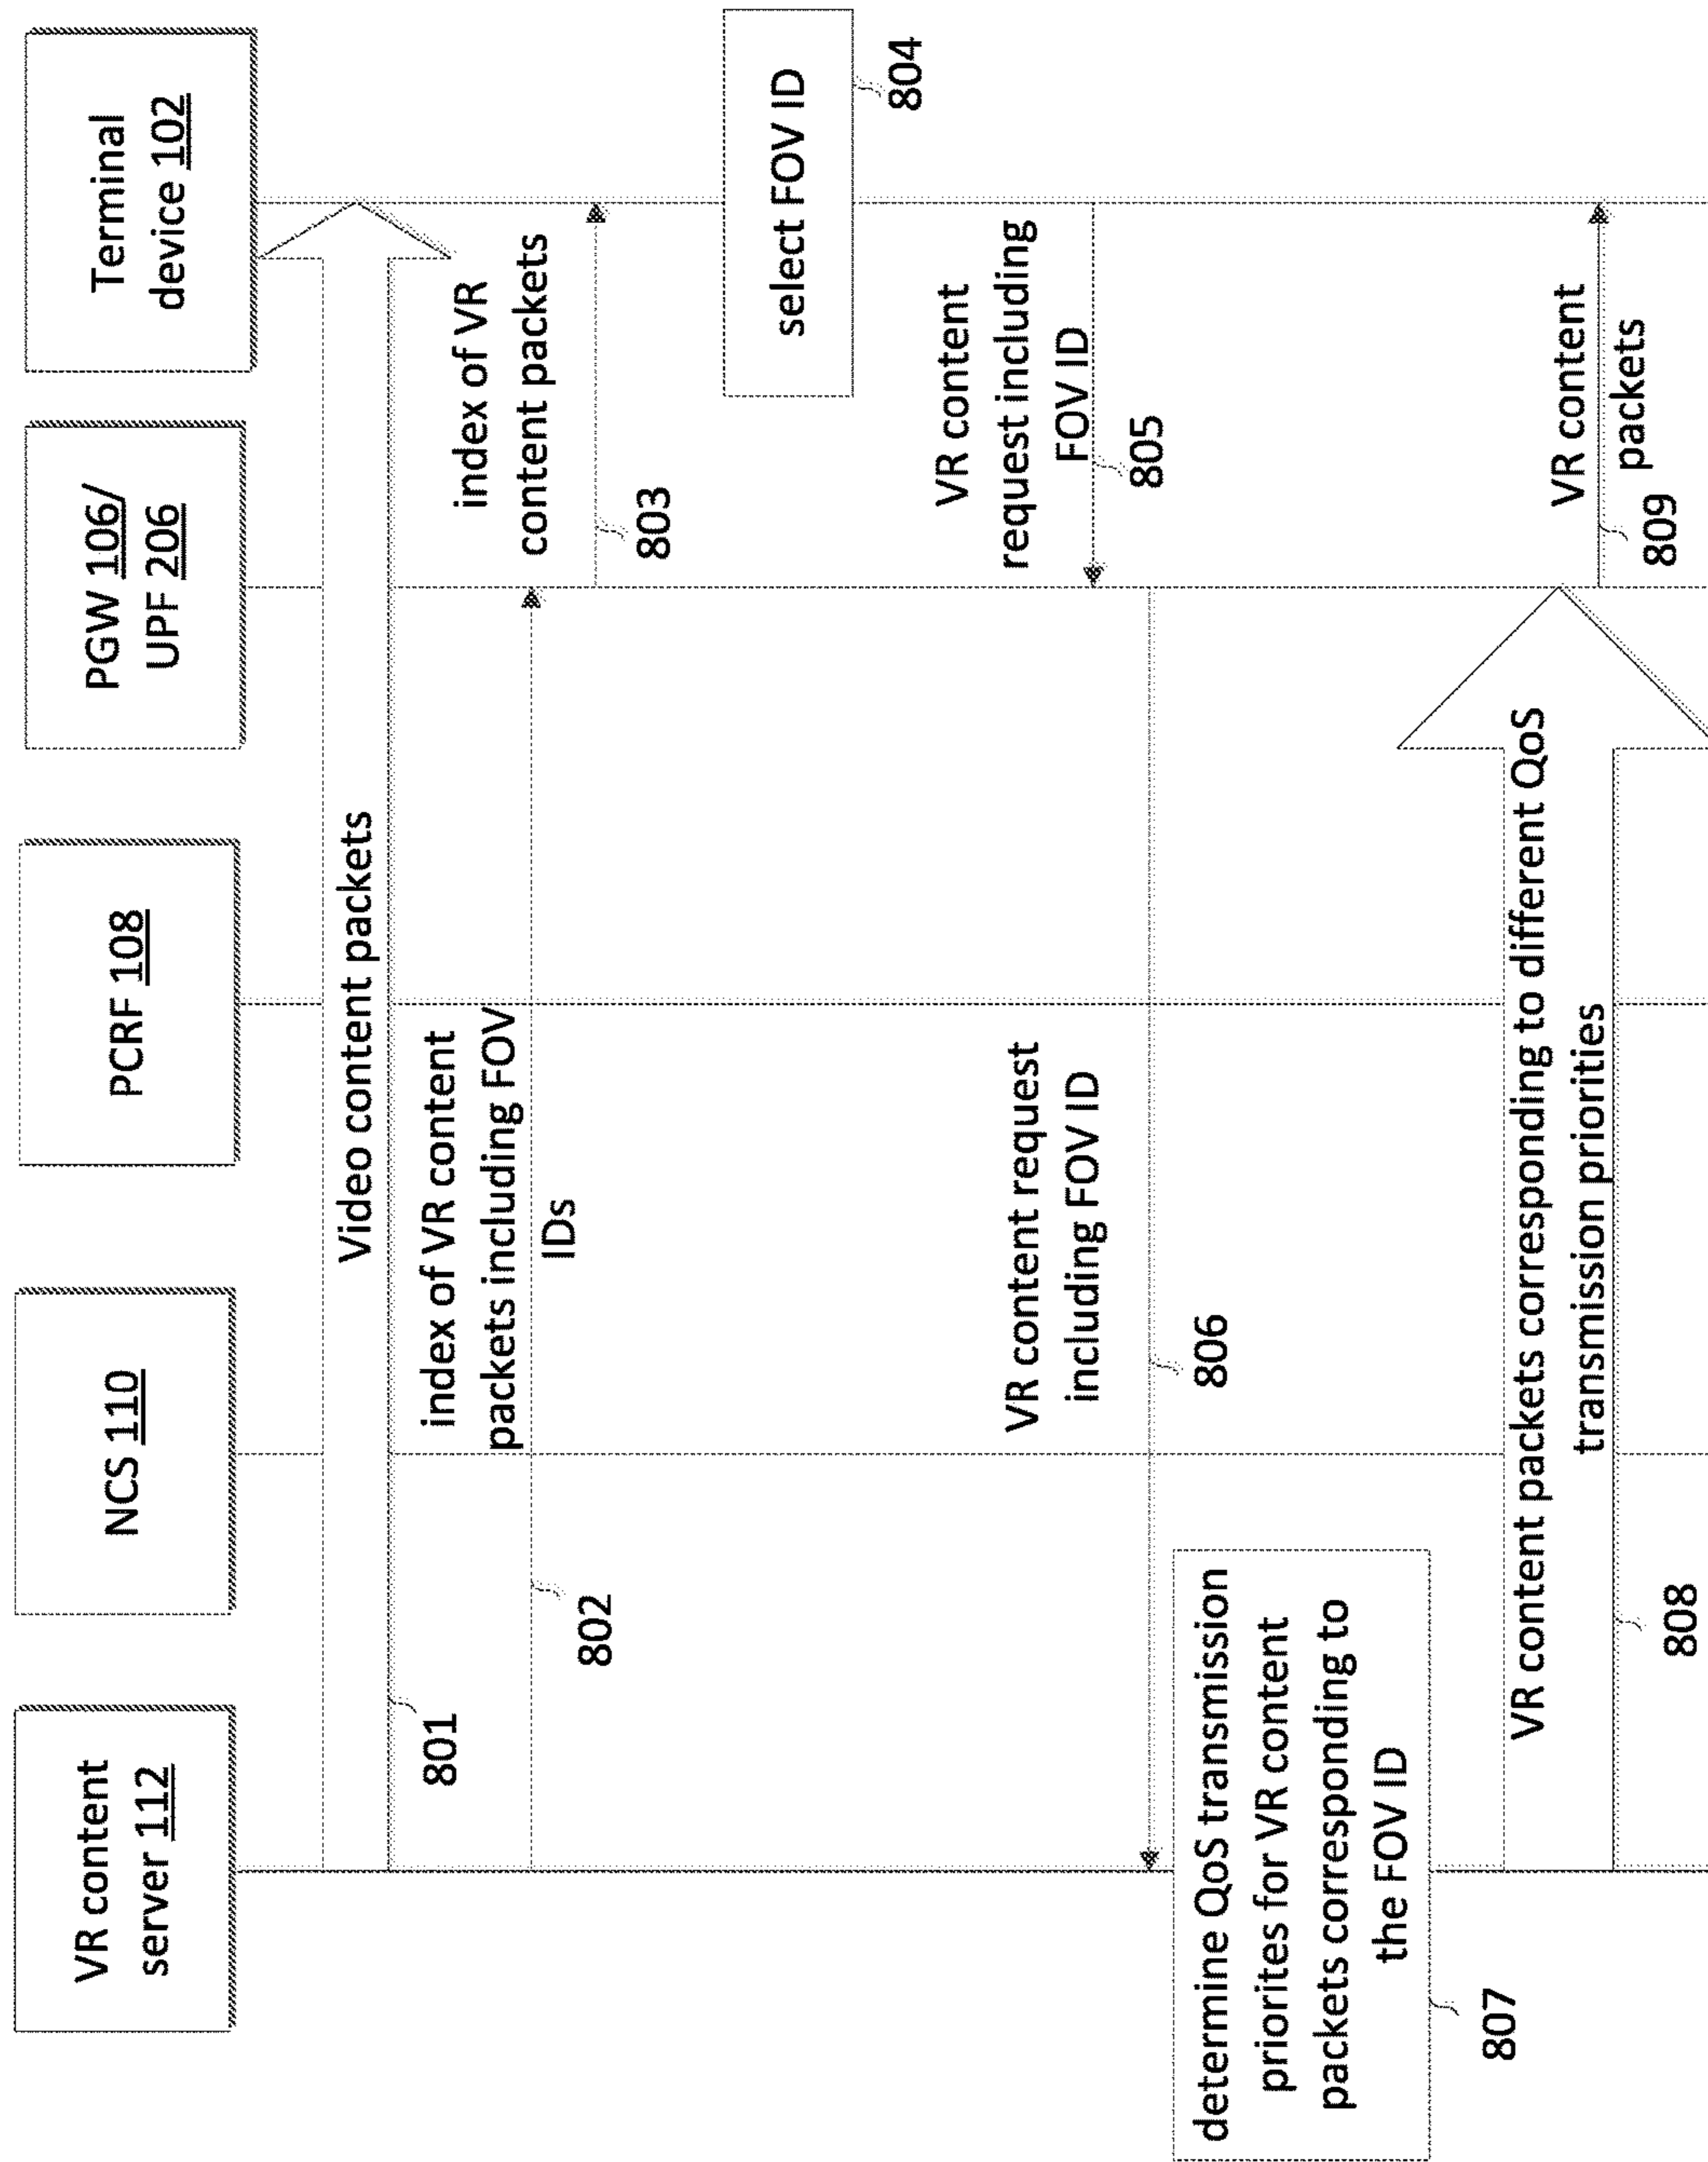 VR content
server 112
NCS 110
PCRF 108
PGW 106/
UPF 206
Terminal
device 102
Video content packets
801
index of VR content
packets including FOV
IDs
802
index of VR
content packets
803
select FOV ID
804
VR content
request including
FOV ID
805
VR content request
including FOV ID
806
determine QoS transmission
priorites for VR content
packets corresponding to
the FOV ID
807
VR content packets corresponding to different QoS
transmission priorities
808
VR content
packets
809